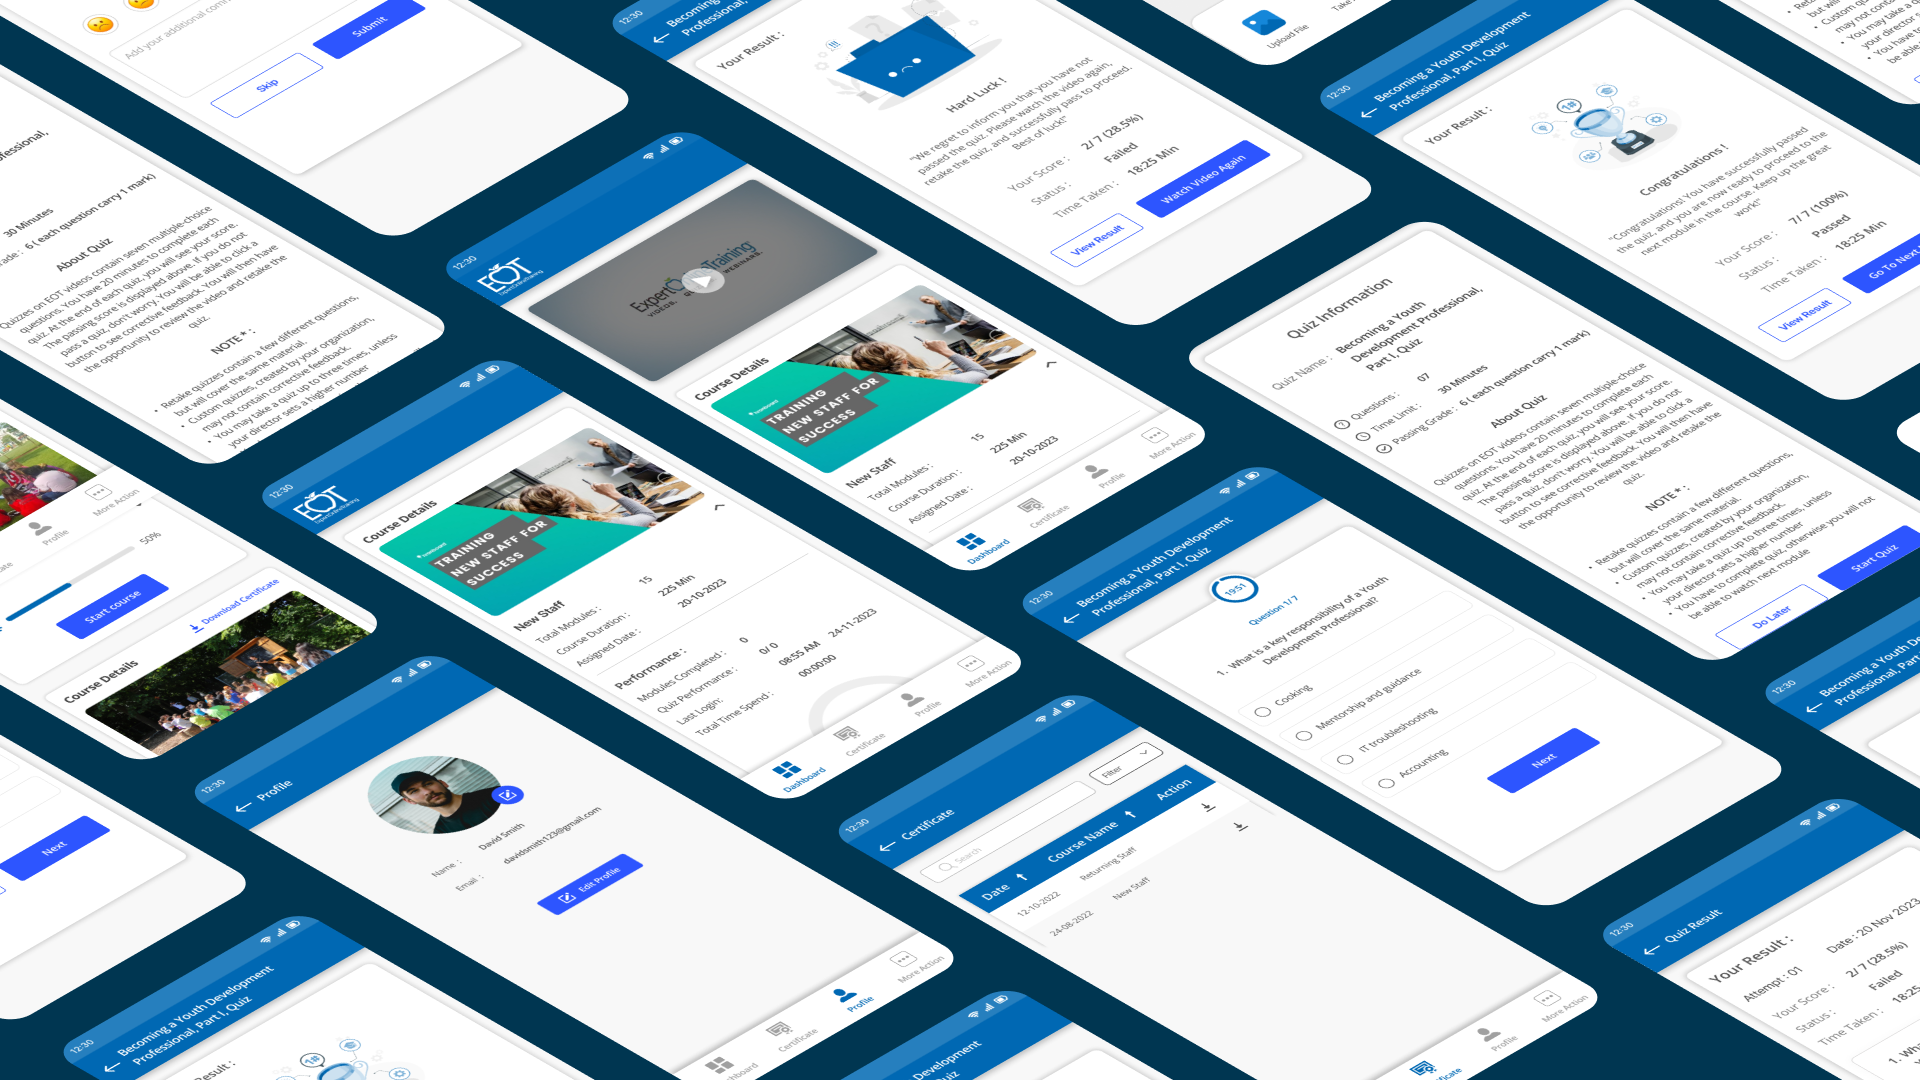 Add your additional comm
Submit
Skip
ofessional,
30 Minutes
rade : 6 ( each question carry 1 mark)
About Quiz
Quizzes on EOT videos contain seven multiple-choice
questions. You have 20 minutes to complete each
quiz. At the end of each quiz, you will see your score.
The passing score is displayed above. If you do not
pass a quiz, don't worry. You will be able to click a
button to see corrective feedback. You will then have
the opportunity to review the video and retake the
quiz.
NOTE * :
• Retake quizzes contain a few different questions,
but will cover the same material.
• Custom quizzes, created by your organization,
may not contain corrective feedback.
• You may take a quiz up to three times, unless
your director sets a higher number
12:30
Becoming
Professional,
Your Result :
Hard Luck !
"We regret to inform you that you have not
passed the quiz. Please watch the video again,
retake the quiz, and successfully pass to proceed.
Best of luck!"
Your Score : 2/ 7 (28.5%)
Status : Failed
Time Taken : 18:25 Min
View Result
Watch Video Again
Upload File
Take
12:30
Becoming a Youth Development
Professional, Part I, Quiz
Your Result :
1#
Congratulations !
"Congratulations! You have successfully passed
the quiz, and you are now ready to proceed to the
next module in the course. Keep up the great
work!"
Your Score : 7/ 7 (100%)
Status : Passed
Time Taken : 18:25 Min
View Result
Go To Next
• Custom qu
may not conta
• You may take a q
your director se
• You have to
be able
12:30
EOT
ExpertOnlineTraining
VIDEOS.
WEBINARS.
Course Details
TRAINING
NEW STAFF FOR
SUCCESS
New Staff
Total Modules : 15
Course Duration : 225 Min
Assigned Date : 20-10-2023
Dashboard
Certificate
Profile
More Action
Quiz Information
Quiz Name : Becoming a Youth
Development Professional,
Part I, Quiz
Questions : 07
Time Limit : 30 Minutes
Passing Grade : 6 ( each question carry 1 mark)
About Quiz
Quizzes on EOT videos contain seven multiple-choice
questions. You have 20 minutes to complete each
quiz. At the end of each quiz, you will see your score.
The passing score is displayed above. If you do not
pass a quiz, don't worry. You will be able to click a
button to see corrective feedback. You will then have
the opportunity to review the video and retake the
quiz.
NOTE * :
• Retake quizzes contain a few different questions,
but will cover the same material.
• Custom quizzes, created by your organization,
may not contain corrective feedback.
• You may take a quiz up to three times, unless
your director sets a higher number
• You have to complete quiz, otherwise you will not
be able to watch next module
Do Later
Start Quiz
Profile
More Action
50%
Start course
Download Certificate
Course Details
12:30
EOT
ExpertOnlineTraining
Course Details
TRAINING
NEW STAFF FOR
SUCCESS
New Staff
Total Modules : 15
Course Duration : 225 Min
Assigned Date : 20-10-2023
Performance :
Modules Completed : 0
Quiz Performance : 0/ 0
Last Login: 08:55 AM 24-11-2023
Total Time Spend : 00:00:00
Dashboard
Certificate
Profile
More Action
12:30
Becoming a Youth Development
Professional, Part I, Quiz
19:51
Question 1/ 7
1. What is a key responsibility of a Youth
Development Professional?
Cooking
Mentorship and guidance
IT troubleshooting
Accounting
Next
12:30
Becoming a Youth De
Professional, Part I, Qu
Next
12:30
Profile
Name : David Smith
Email : davidsmith123@gmail.com
Edit Profile
hboard
Certificate
Profile
More Action
12:30
Certificate
Search
Filter
Date
Course Name
Action
12-10-2022
Returning Staff
24-08-2022
New Staff
ficate
Profile
More Action
12:30
Quiz Result
Your Result :
Date : 20 Nov 2023
Attempt : 01
Your Score : 2/ 7 (28.5%)
Status : Failed
Time Taken : 18:25
1. Wha
12:30
Becoming a Youth Development
Professional, Part I, Quiz
Result :
1#
Development
Quiz